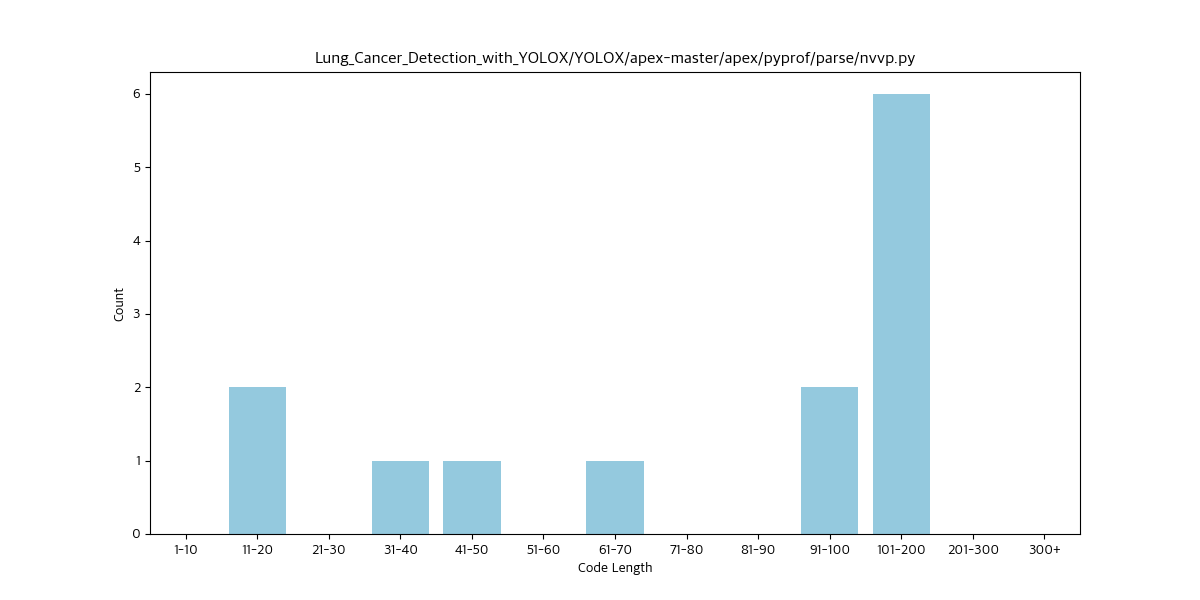 Lung_Cancer_Detection_with_YOLOX/YOLOX/apex-master/apex/pyprof/parse/nvvp.py
6
5
4
3
2
1
0
Count
1-10 11-20 21-30 31-40 41-50 51-60 61-70 71-80 81-90 91-100 101-200 201-300 300+
Code Length